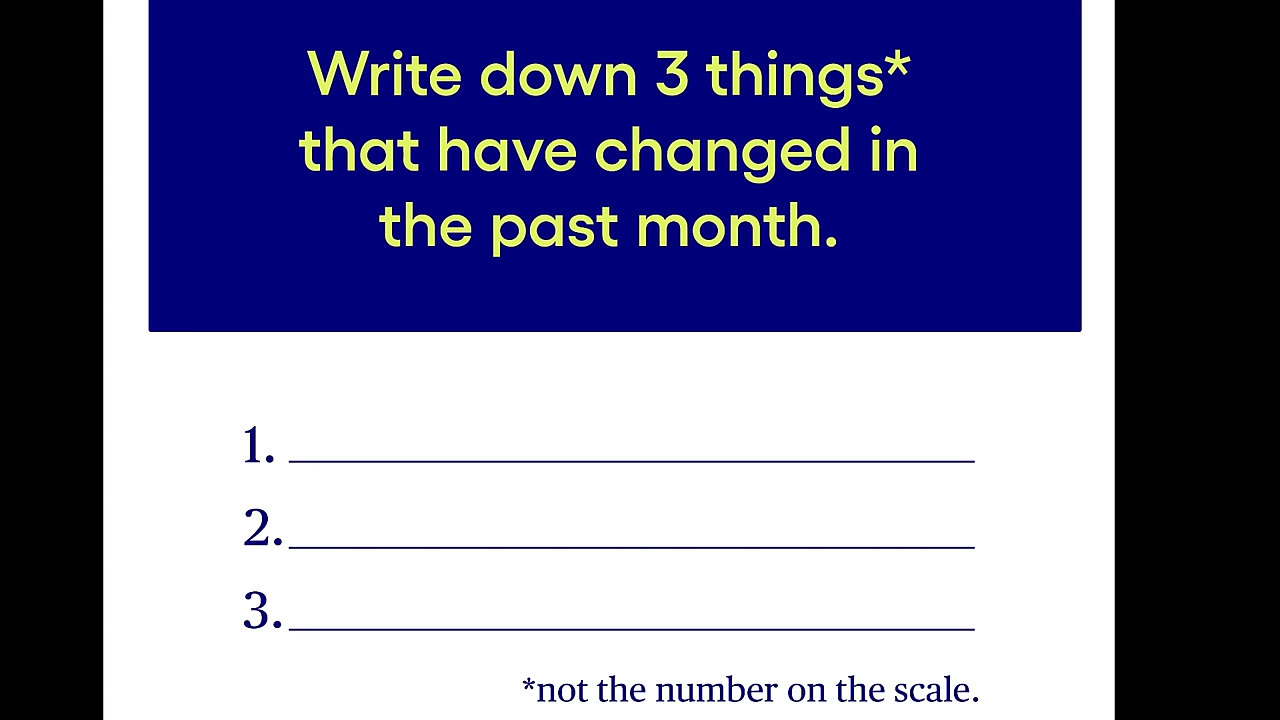 Write down 3 things*
that have changed in
the past month.
1.
2.
3.
*not the number on the scale.